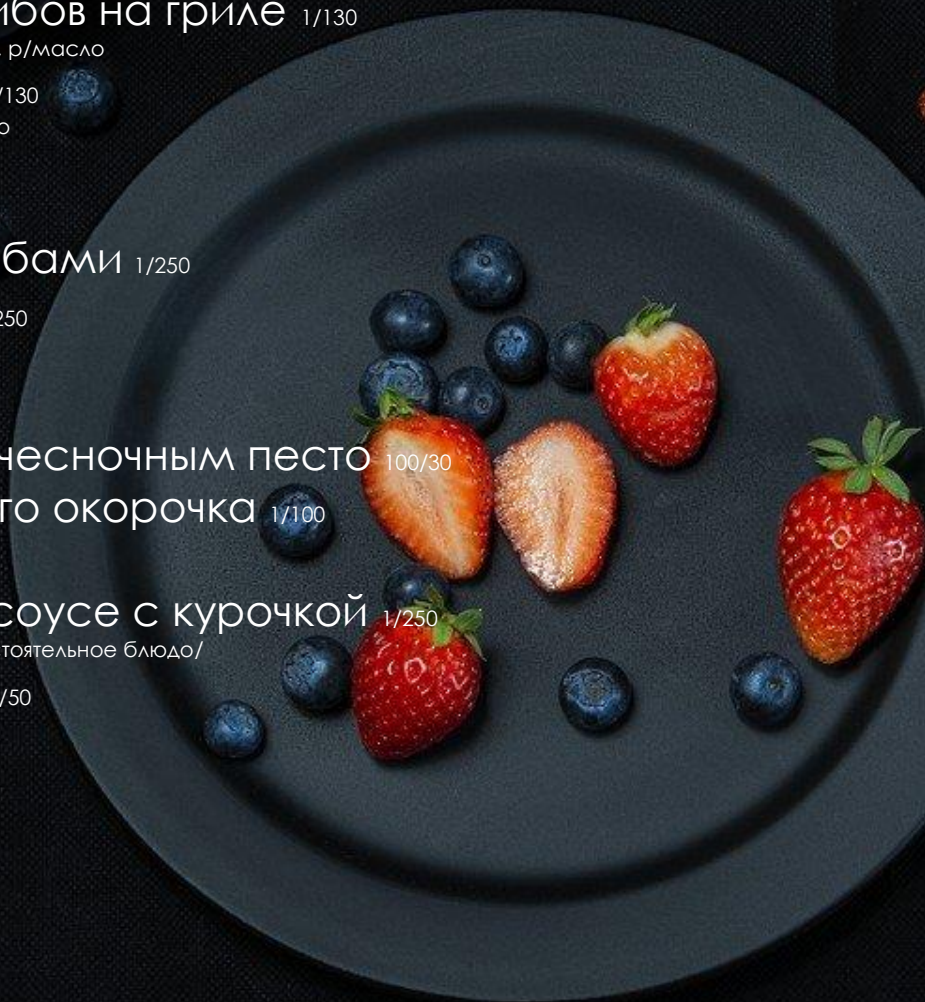 ибов на гриле 1/130
р/масло
/130
о
бами 1/250
250
чесночным песто 100/30
го окорочка 1/100
соусе с курочкой 1/250
тоятельное блюдо/
/50